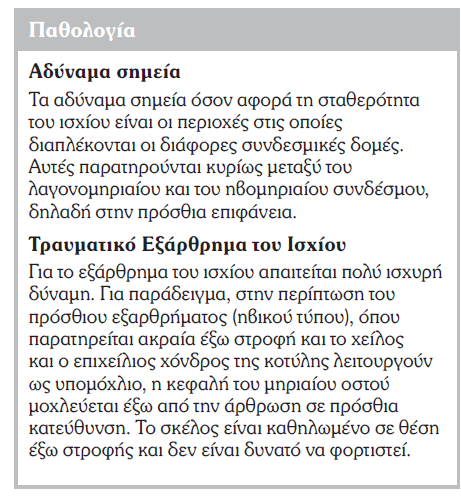 Παθολογία
Αδύναμα σημεία
Τα αδύναμα σημεία όσον αφορά τη σταθερότητα
του ισχίου είναι οι περιοχές στις οποίες
διαπλέκονται οι διάφορες συνδεσμικές δομές.
Αυτές παρατηρούνται κυρίως μεταξύ του
λαγονομηριαίου και του ηβομηριαίου συνδέσμου,
δηλαδή στην πρόσθια επιφάνεια.
Τραυματικό Εξάρθρημα του Ισχίου
Για το εξάρθρημα του ισχίου απαιτείται πολύ ισχυρή
δύναμη. Για παράδειγμα, στην περίπτωση του
πρόσθιου εξαρθρήματος (ηβικού τύπου), όπου
παρατηρείται ακραία έξω στροφή και το χείλος
και ο επιχείλιος χόνδρος της κοτύλης λειτουργούν
ως υπομόχλιο, η κεφαλή του μηριαίου οστού
μοχλεύεται έξω από την άρθρωση σε πρόσθια
κατεύθυνση. Το σκέλος είναι καθηλωμένο σε θέση
έξω στροφής και δεν είναι δυνατό να φορτιστεί.